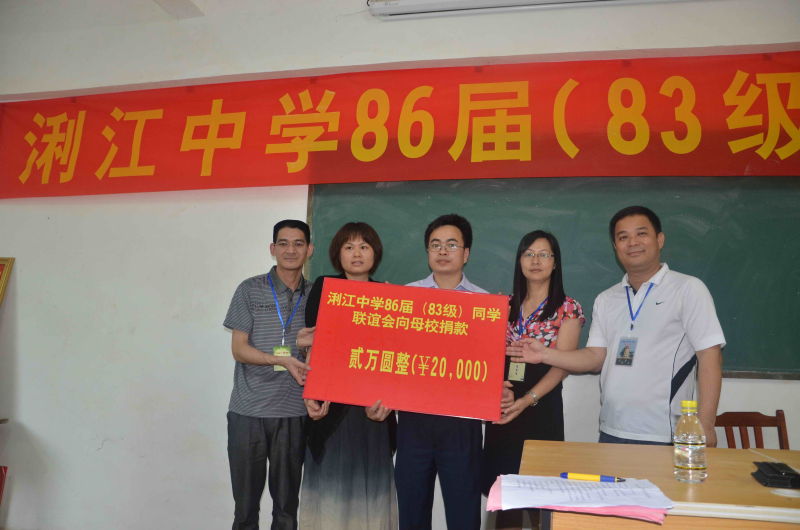 浰江中学86届(83级
浰江中学86届（83级）同学
联谊会向母校捐款
贰万圆整(￥20,000)